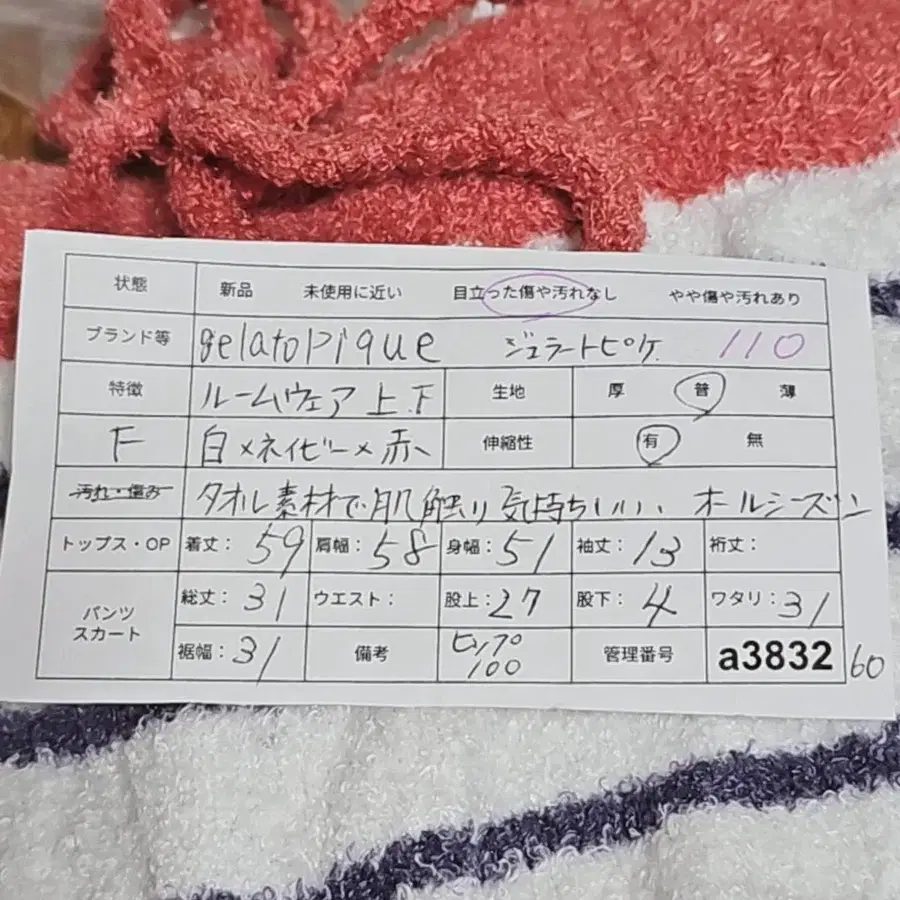 状態 新品 未使用に近い 目立った傷や汚れなし やや傷や汚れあり
ブランド等 gelatopique ジェラートピケ 110
特徴 ルームウェア 上.下 生地 厚 普 薄
F 白×ネイビー×赤 伸縮性 有 無
汚れ・傷み タオル素材で肌触り気持ちいい、オールシーズン
トップス・OP 着丈：59 肩幅：58 身幅：51 袖丈：13 裄丈：
パンツ スカート 総丈：31 ウエスト： 股上：27 股下：4 ワタリ：31
裾幅：31 備考 ヒップ 100 管理番号 a3832 60